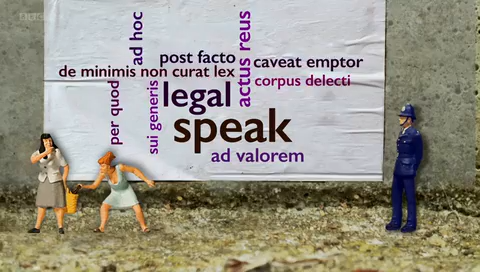 BBC
ad hoc
post facto
actus reus
caveat emptor
de minimis non curat lex
corpus delecti
per quod
sui generis
legal
speak
ad valorem